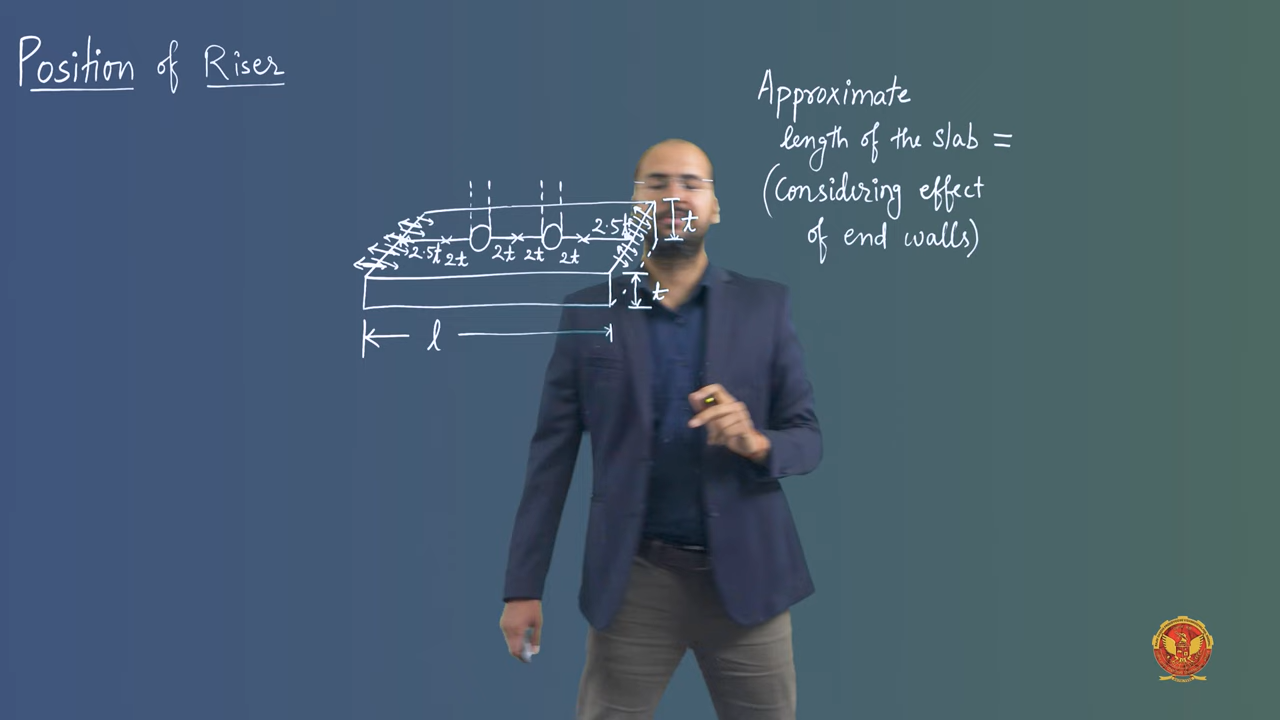 Position of Riser
Approximate
length of the slab =
(Considering effect
of end walls)
2.5t 2t 2t 2t 2t 2.5t
t
t
l